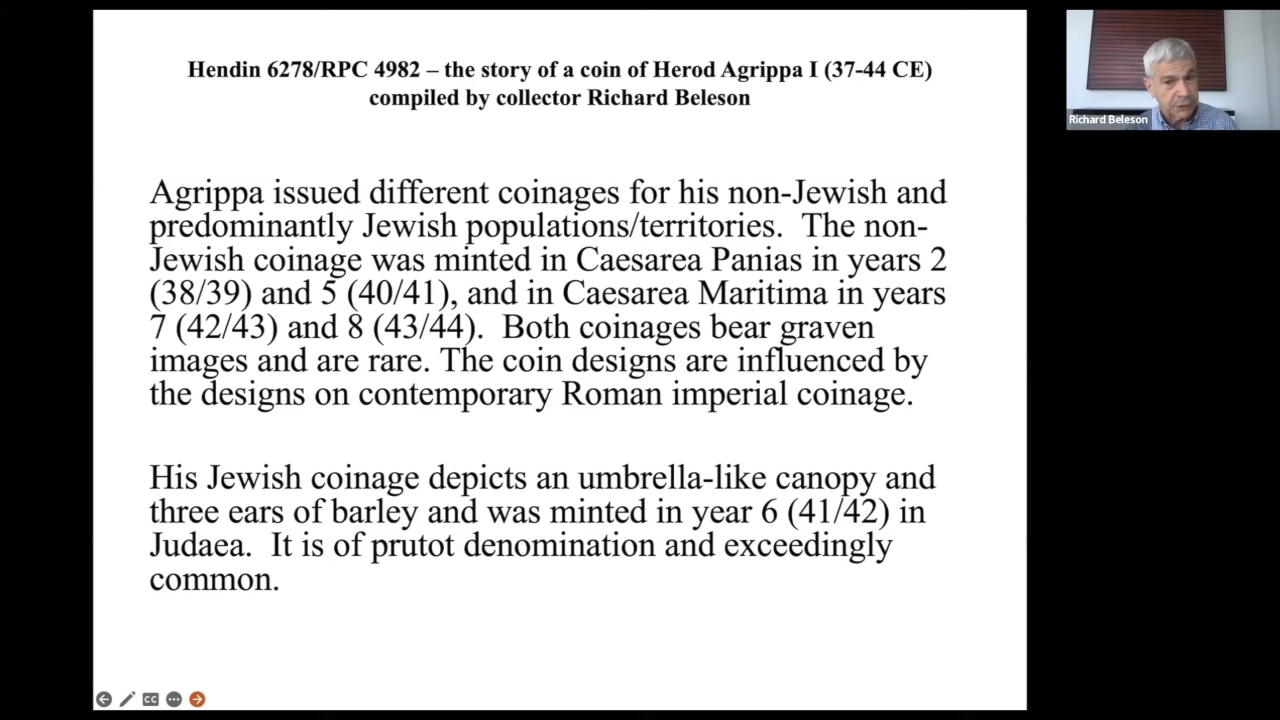 Hendin 6278/RPC 4982 – the story of a coin of Herod Agrippa I (37-44 CE)
compiled by collector Richard Beleson
Agrippa issued different coinages for his non-Jewish and
predominantly Jewish populations/territories.  The non-
Jewish coinage was minted in Caesarea Panias in years 2
(38/39) and 5 (40/41), and in Caesarea Maritima in years
7 (42/43) and 8 (43/44).  Both coinages bear graven
images and are rare. The coin designs are influenced by
the designs on contemporary Roman imperial coinage.
His Jewish coinage depicts an umbrella-like canopy and
three ears of barley and was minted in year 6 (41/42) in
Judaea.  It is of prutot denomination and exceedingly
common.
Richard Beleson
CC